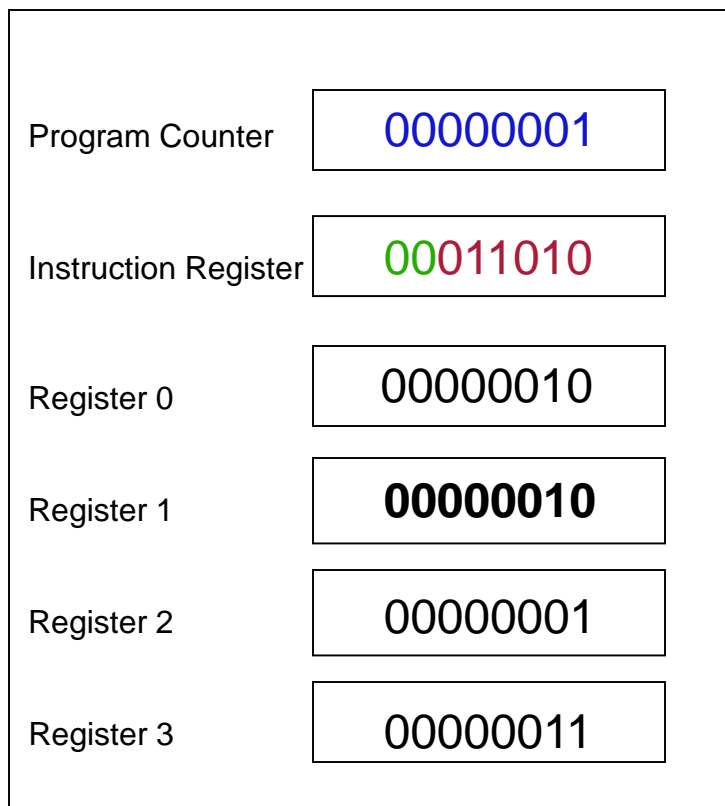 Program Counter 00000001
Instruction Register 00011010
Register 0 00000010
Register 1 00000010
Register 2 00000001
Register 3 00000011